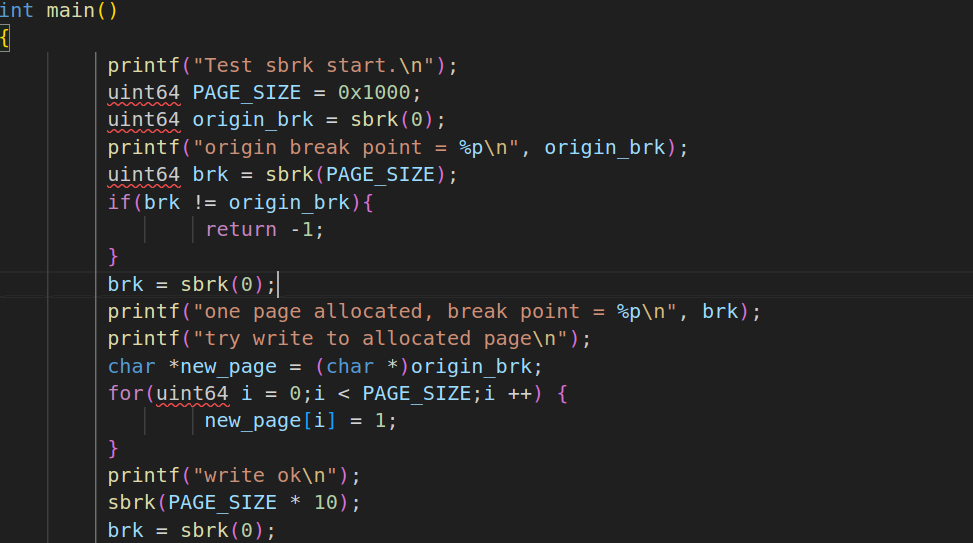 int main()
{
printf("Test sbrk start.\n");
uint64 PAGE_SIZE = 0x1000;
uint64 origin_brk = sbrk(0);
printf("origin break point = %p\n", origin_brk);
uint64 brk = sbrk(PAGE_SIZE);
if(brk != origin_brk){
return -1;
}
brk = sbrk(0);
printf("one page allocated, break point = %p\n", brk);
printf("try write to allocated page\n");
char *new_page = (char *)origin_brk;
for(uint64 i = 0;i < PAGE_SIZE;i ++) {
new_page[i] = 1;
}
printf("write ok\n");
sbrk(PAGE_SIZE * 10);
brk = sbrk(0);